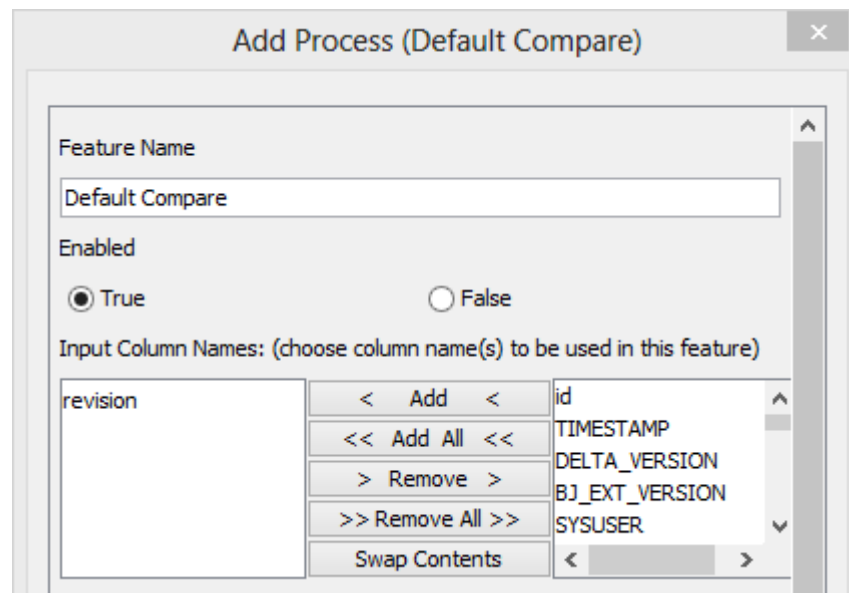 Add Process (Default Compare)
Feature Name
Default Compare
Enabled
True
False
Input Column Names: (choose column name(s) to be used in this feature)
revision
< Add <
<< Add All <<
> Remove >
>> Remove All >>
Swap Contents
id
TIMESTAMP
DELTA_VERSION
BJ_EXT_VERSION
SYSUSER